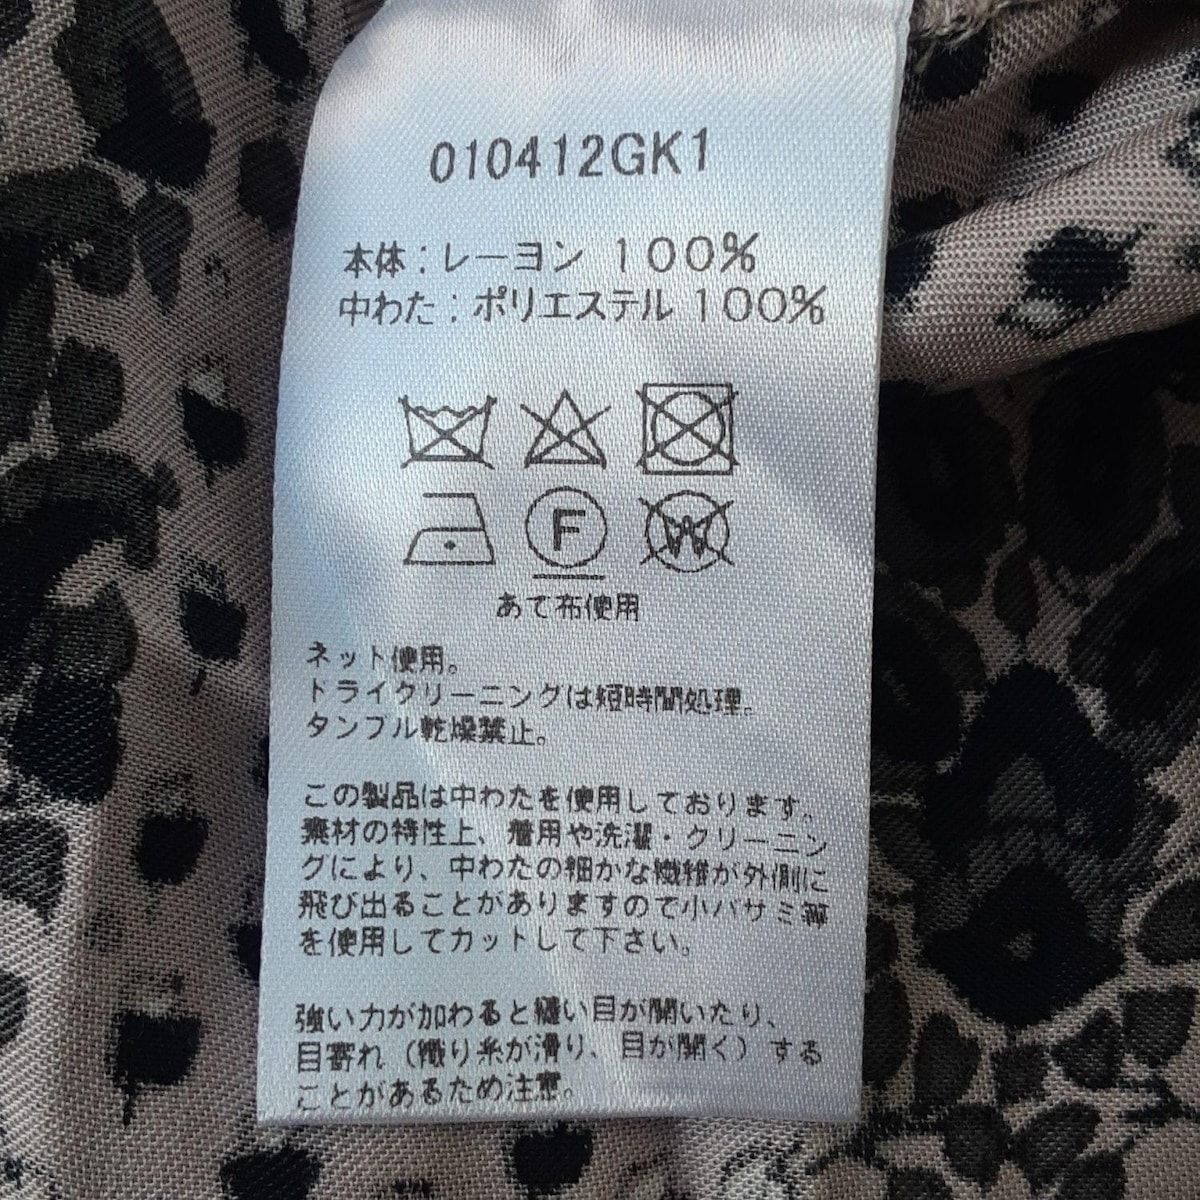 010412GK1
本体：レーヨン 100%
中わた：ポリエステル 100%
F
W
あて布使用
ネット使用。
ドライクリーニングは短時間処理。
タンブル乾燥禁止。
この製品は中わたを使用しております。
素材の特性上、着用や洗濯・クリーニン
グにより、中わたの細かな繊維が外側に
飛び出ることがありますので小バサミ等
を使用してカットして下さい。
強い力が加わると縫い目が開いたり、
目寄れ（織り糸が滑り、目が開く）する
ことがあるため注意。